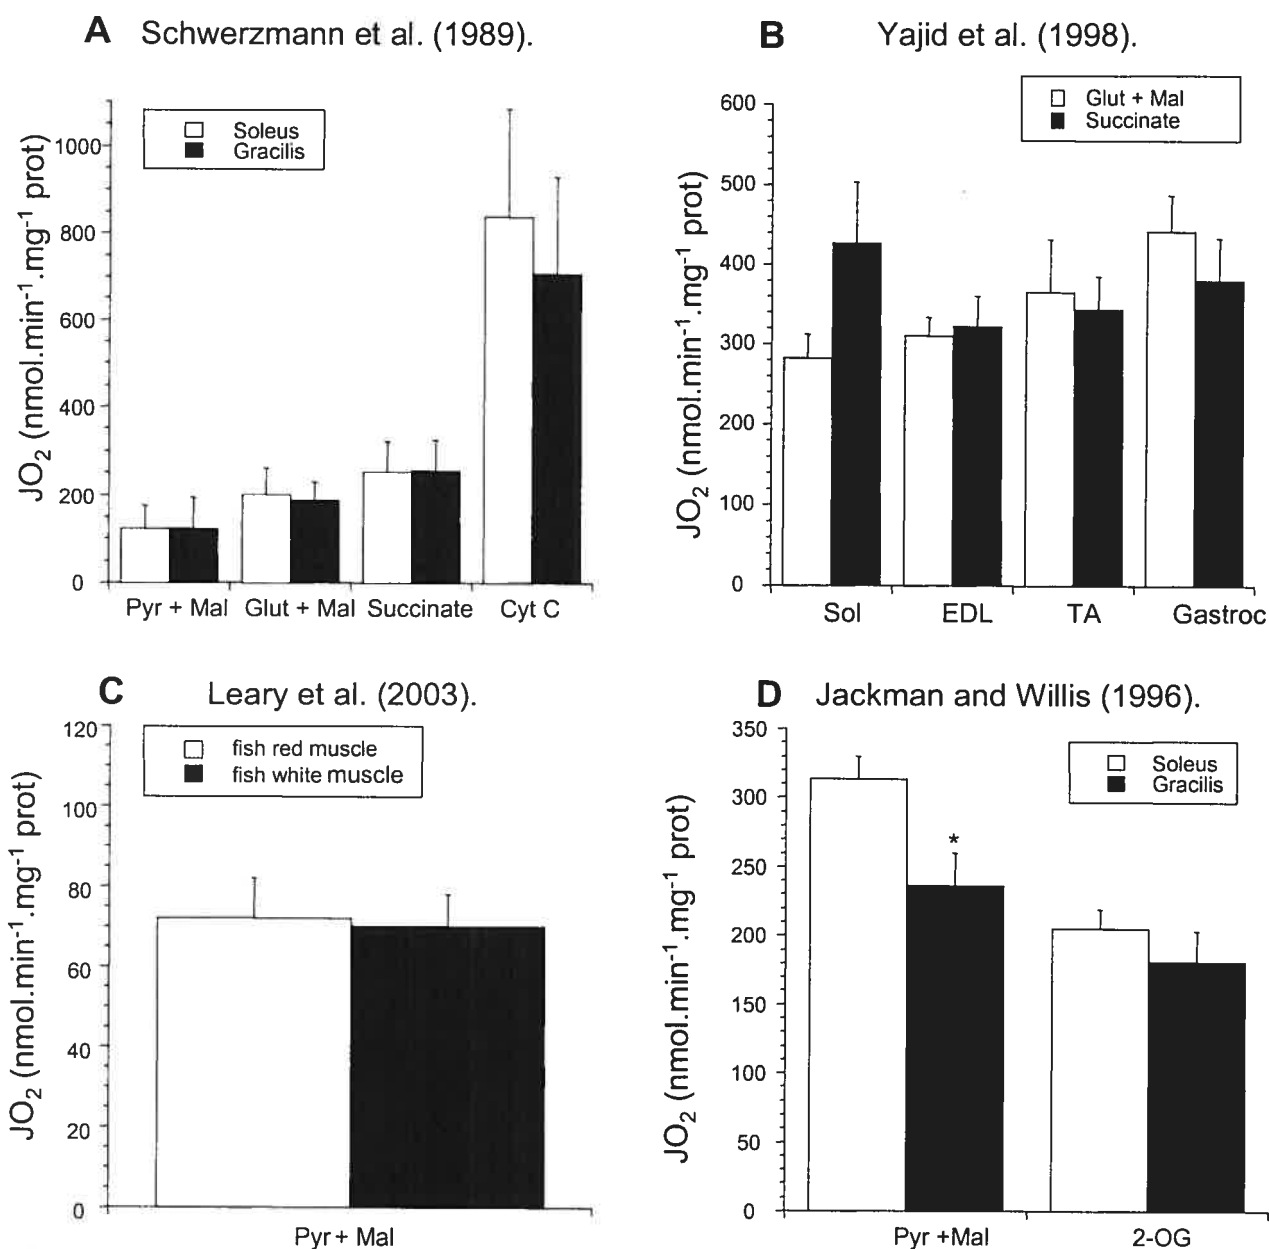 A Schwerzmann et al. (1989).
Soleus
Gracilis
JO2 (nmol.min-1.mg-1 prot)
1000
800
600
400
200
0
Pyr + Mal Glut + Mal Succinate Cyt C
B Yajid et al. (1998).
Glut + Mal
Succinate
JO2 (nmol.min-1.mg-1 prot)
600
500
400
300
200
100
0
Sol EDL TA Gastroc
C Leary et al. (2003).
fish red muscle
fish white muscle
JO2 (nmol.min-1.mg-1 prot)
120
100
80
60
40
20
0
Pyr + Mal
D Jackman and Willis (1996).
Soleus
Gracilis
JO2 (nmol.min-1.mg-1 prot)
350
300
250
200
150
100
50
0
*
Pyr +Mal 2-OG